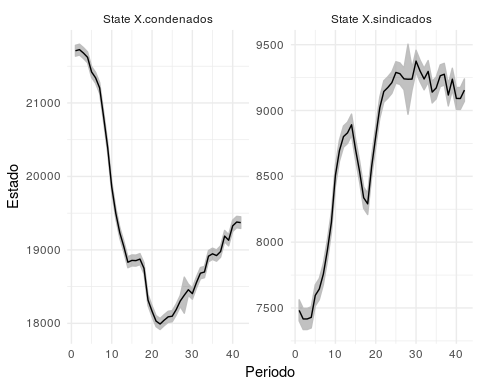 State X.condenados
State X.sindicados
Estado
21000
20000
19000
18000
9500
9000
8500
8000
7500
0 10 20 30 40
0 10 20 30 40
Periodo